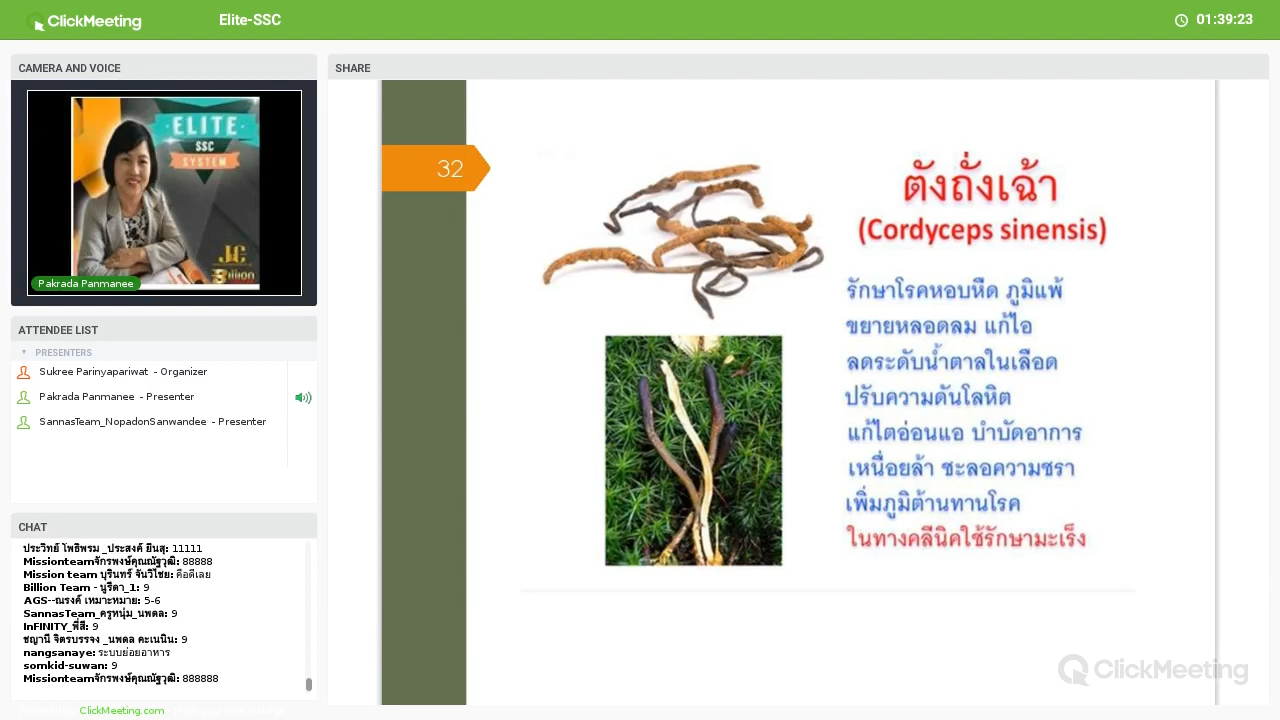 ClickMeeting
Elite-SSC
01:39:23
CAMERA AND VOICE
ELITE
SSC
SYSTEM
Billion
Pakrada Panmanee
ATTENDEE LIST
PRESENTERS
Sukree Parinyapariwat - Organizer
Pakrada Panmanee - Presenter
SannasTeam_NopadonSanwandee - Presenter
CHAT
ประวิทย์ โพธิพรม _ประสงค์ ยืนสุ: 11111
Missionteamจักรพงษ์คุณณัฐวุฒิ: 88888
Mission team บุรินทร์ จันวิไชย: คือดีเลย
Billion Team - นูรีดา_1: 9
AGS--ณรงค์ เหมาะหมาย: 5-6
SannasTeam_ครูหนุ่ม_นพดล: 9
InFINITY_พี่สี: 9
ชญานี จิตรบรรจง _นพดล คะเนนิน: 9
nangsanaye: ระบบย่อยอาหาร
somkid-suwan: 9
Missionteamจักรพงษ์คุณณัฐวุฒิ: 888888
ClickMeeting.com
SHARE
32
ตังถั่งเฉ้า
(Cordyceps sinensis)
รักษาโรคหอบหืด ภูมิแพ้
ขยายหลอดลม แก้ไอ
ลดระดับน้ำตาลในเลือด
ปรับความดันโลหิต
แก้ไตอ่อนแอ บำบัดอาการ
เหนื่อยล้า ชะลอความชรา
เพิ่มภูมิต้านทานโรค
ในทางคลีนิคใช้รักษามะเร็ง
ClickMeeting